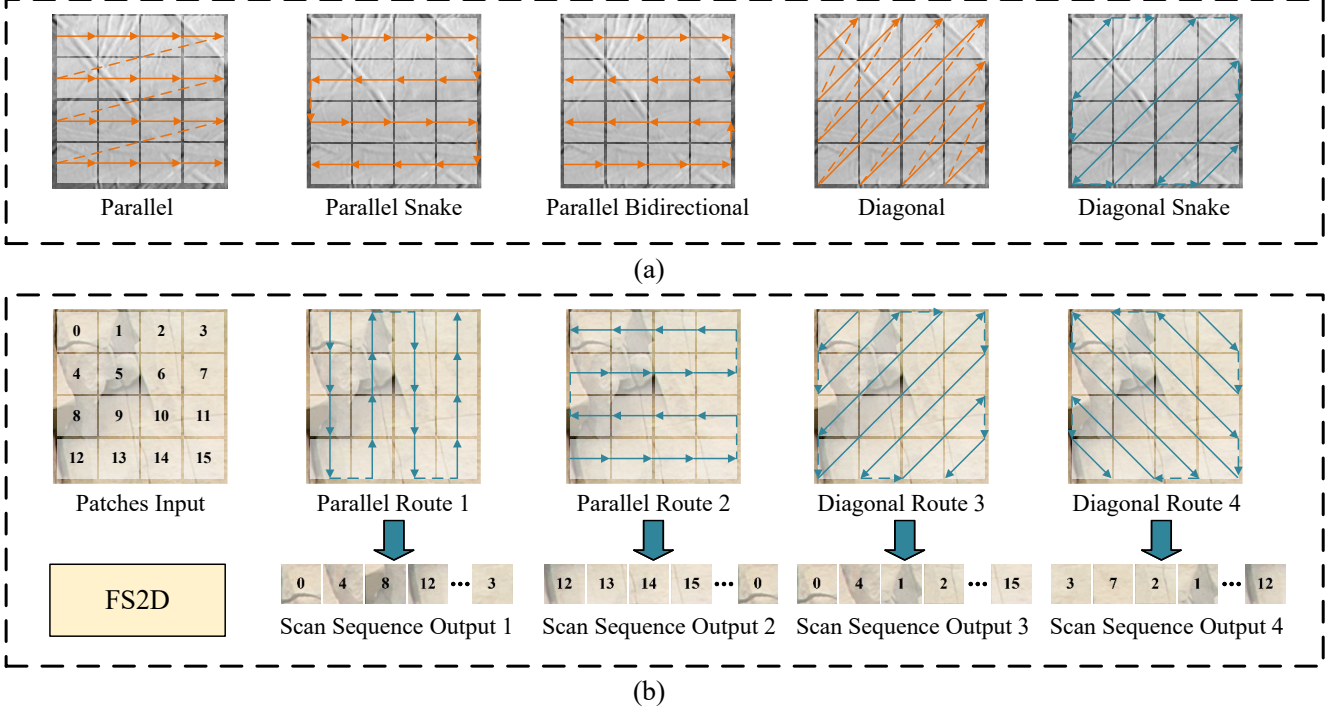 Parallel
Parallel Snake
Parallel Bidirectional
Diagonal
Diagonal Snake
(a)
0 1 2 3
4 5 6 7
8 9 10 11
12 13 14 15
Patches Input
Parallel Route 1
Parallel Route 2
Diagonal Route 3
Diagonal Route 4
FS2D
0 4 8 12 ••• 3
12 13 14 15 ••• 0
0 4 1 2 ••• 15
3 7 2 1 ••• 12
Scan Sequence Output 1
Scan Sequence Output 2
Scan Sequence Output 3
Scan Sequence Output 4
(b)